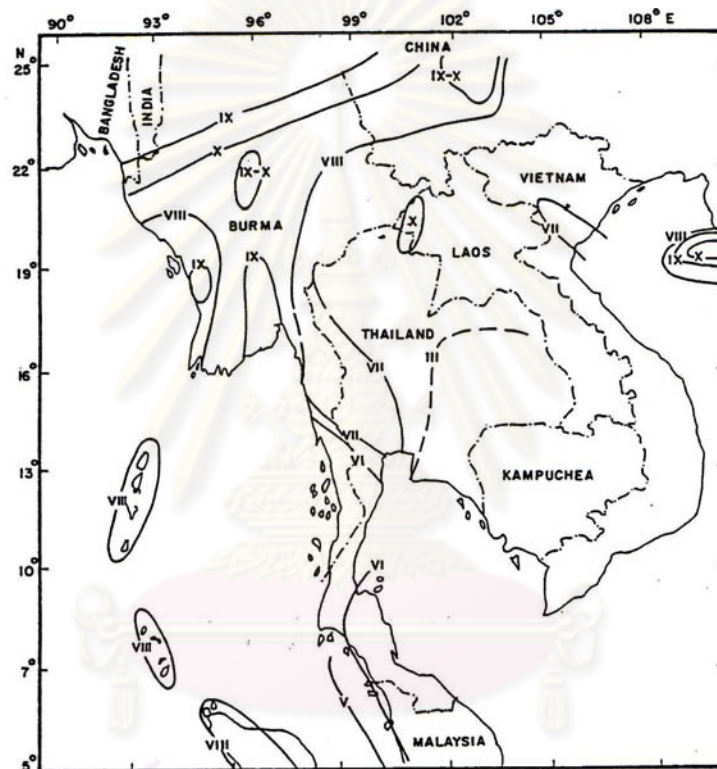 90° 93° 96° 99° 102° 105° 108° E
N
25°
22°
19°
16°
13°
10°
7°
5°
CHINA
BANGLADESH
INDIA
IX-X
IX
X
VIII
IX-X
VIETNAM
VIII
BURMA
X
VII
VIII
IX
IX
LAOS
IX
X
THAILAND
III
VII
VII
VI
KAMPUCHEA
VIII
VI
VIII
V
VIII
MALAYSIA